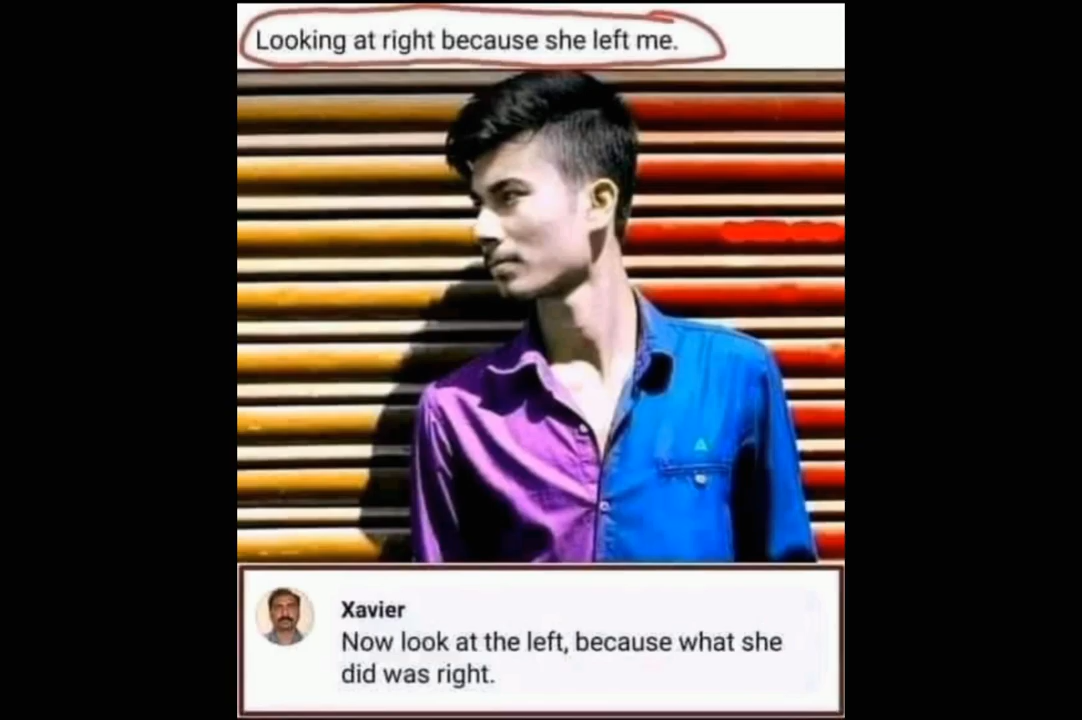 Looking at right because she left me.
Xavier
Now look at the left, because what she
did was right.